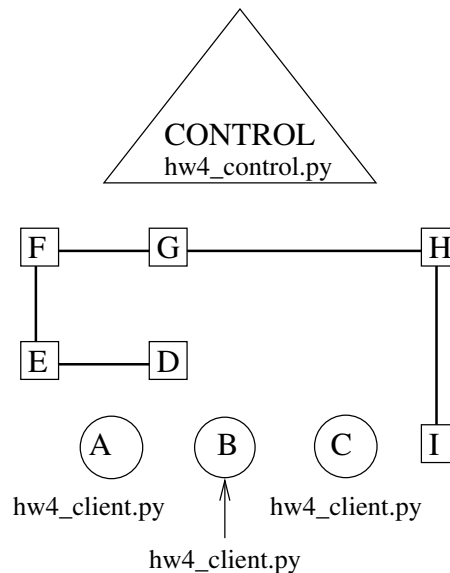 CONTROL
hw4_control.py
F G H
E D
A B C I
hw4_client.py hw4_client.py
hw4_client.py